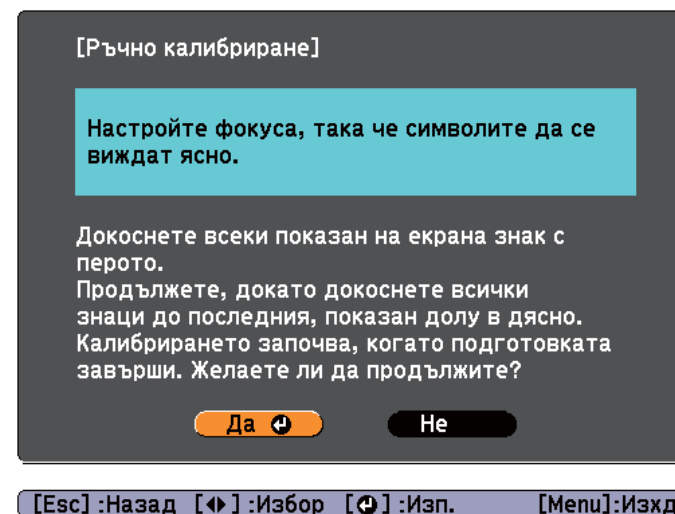 [Ръчно калибриране]
Настройте фокуса, така че символите да се
виждат ясно.
Докоснете всеки показан на екрана знак с
перото.
Продължете, докато докоснете всички
знаци до последния, показан долу в дясно.
Калибрирането започва, когато подготовката
завърши. Желаете ли да продължите?
Да Не
[Esc] :Назад [◆] :Избор [⏎] :Изп. [Menu]:Изхд